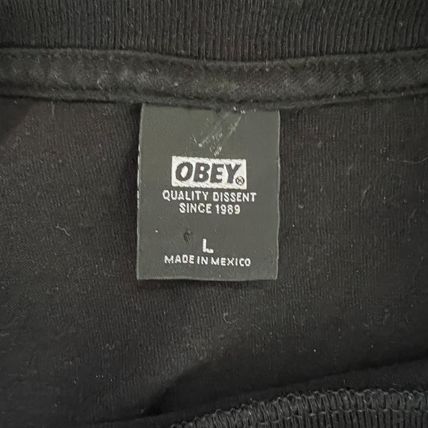 OBEY®
QUALITY DISSENT
SINCE 1989
L
MADE IN MEXICO